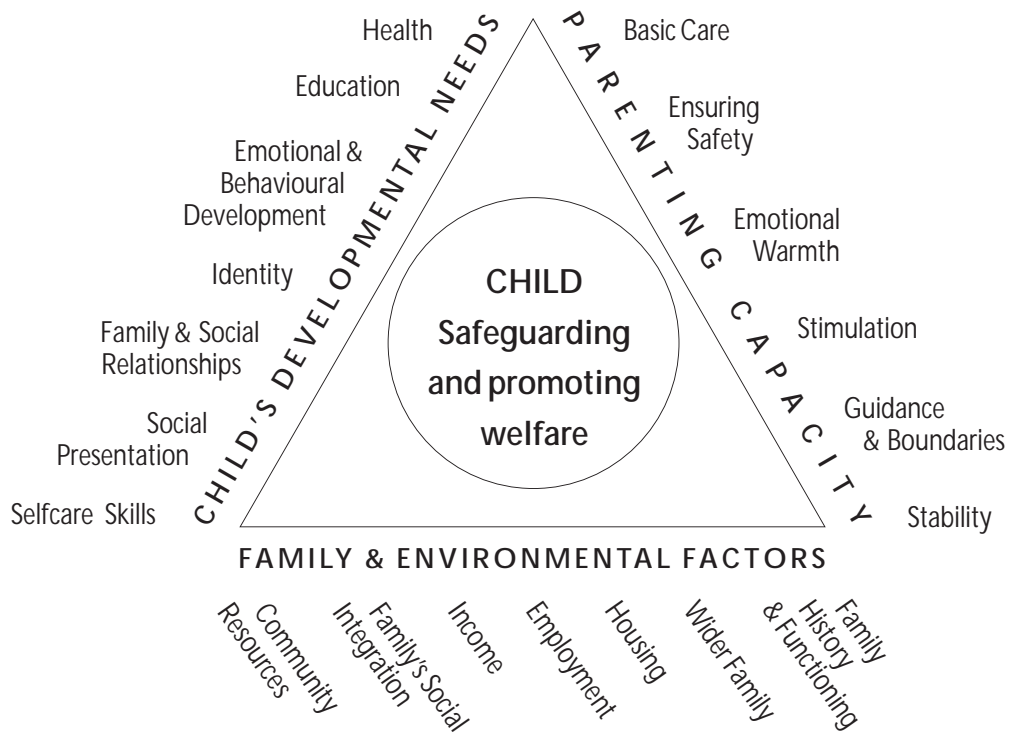 Health
Education
Emotional &
Behavioural
Development
Identity
Family & Social
Relationships
Social
Presentation
Selfcare Skills
CHILD'S DEVELOPMENTAL NEEDS
CHILD
Safeguarding
and promoting
welfare
PARENTING CAPACITY
Basic Care
Ensuring
Safety
Emotional
Warmth
Stimulation
Guidance
& Boundaries
Stability
FAMILY & ENVIRONMENTAL FACTORS
Community
Resources
Family's Social
Integration
Income
Employment
Housing
Wider Family
Family
History
& Functioning